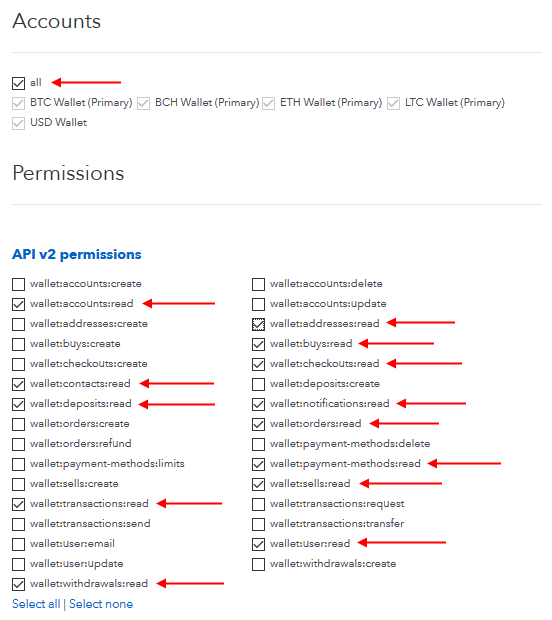 Accounts
all
BTC Wallet (Primary) BCH Wallet (Primary) ETH Wallet (Primary) LTC Wallet (Primary)
USD Wallet
Permissions
API v2 permissions
wallet:accounts:create wallet:accounts:delete
wallet:accounts:read wallet:accounts:update
wallet:addresses:create wallet:addresses:read
wallet:buys:create wallet:buys:read
wallet:checkouts:create wallet:checkouts:read
wallet:contacts:read wallet:deposits:create
wallet:deposits:read wallet:notifications:read
wallet:orders:create wallet:orders:read
wallet:orders:refund wallet:payment-methods:delete
wallet:payment-methods:limits wallet:payment-methods:read
wallet:sells:create wallet:sells:read
wallet:transactions:read wallet:transactions:request
wallet:transactions:send wallet:transactions:transfer
wallet:user:email wallet:user:read
wallet:user:update wallet:withdrawals:create
wallet:withdrawals:read
Select all | Select none